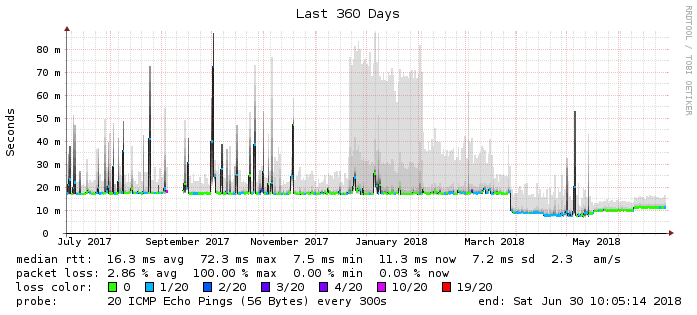 Last 360 Days
RRDTOOL / TOBI OETIKER
Seconds
80 m
70 m
60 m
50 m
40 m
30 m
20 m
10 m
0
July 2017 September 2017 November 2017 January 2018 March 2018 May 2018
median rtt: 16.3 ms avg 72.3 ms max 7.5 ms min 11.3 ms now 7.2 ms sd 2.3 am/s
packet loss: 2.86 % avg 100.00 % max 0.00 % min 0.03 % now
loss color: 0 1/20 2/20 3/20 4/20 10/20 19/20
probe: 20 ICMP Echo Pings (56 Bytes) every 300s end: Sat Jun 30 10:05:14 2018